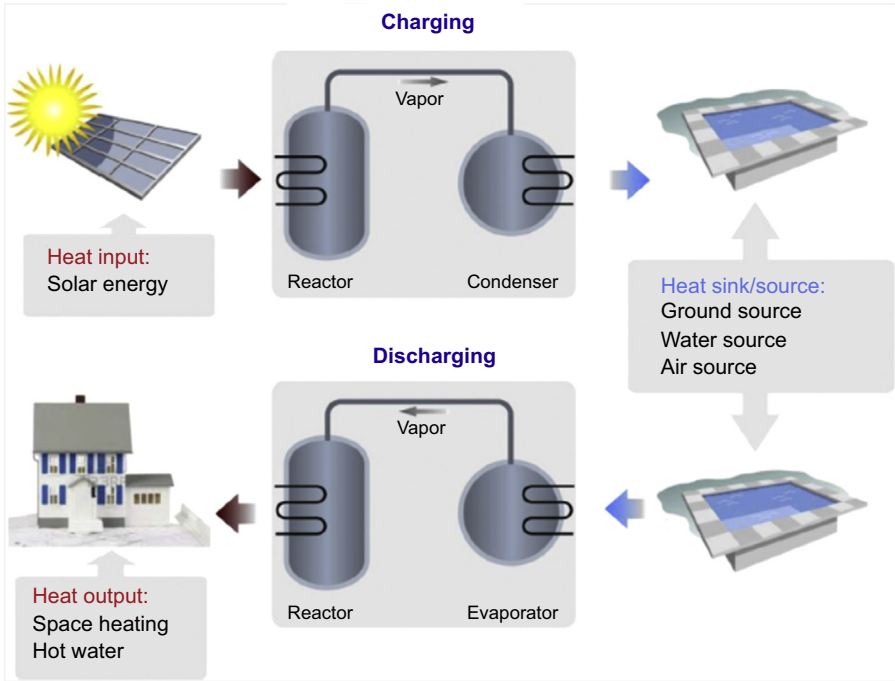 Charging
Vapor
Heat input:
Solar energy
Reactor
Condenser
Heat sink/source:
Ground source
Water source
Air source
Discharging
Vapor
Heat output:
Space heating
Hot water
Reactor
Evaporator